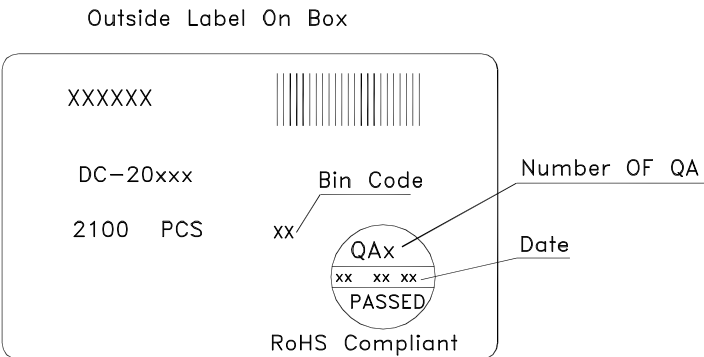 Outside Label On Box
XXXXXX
DC-20xxx
Bin Code
Number OF QA
2100 PCS
xx
QAx
Date
xx xx xx
PASSED
RoHS Compliant